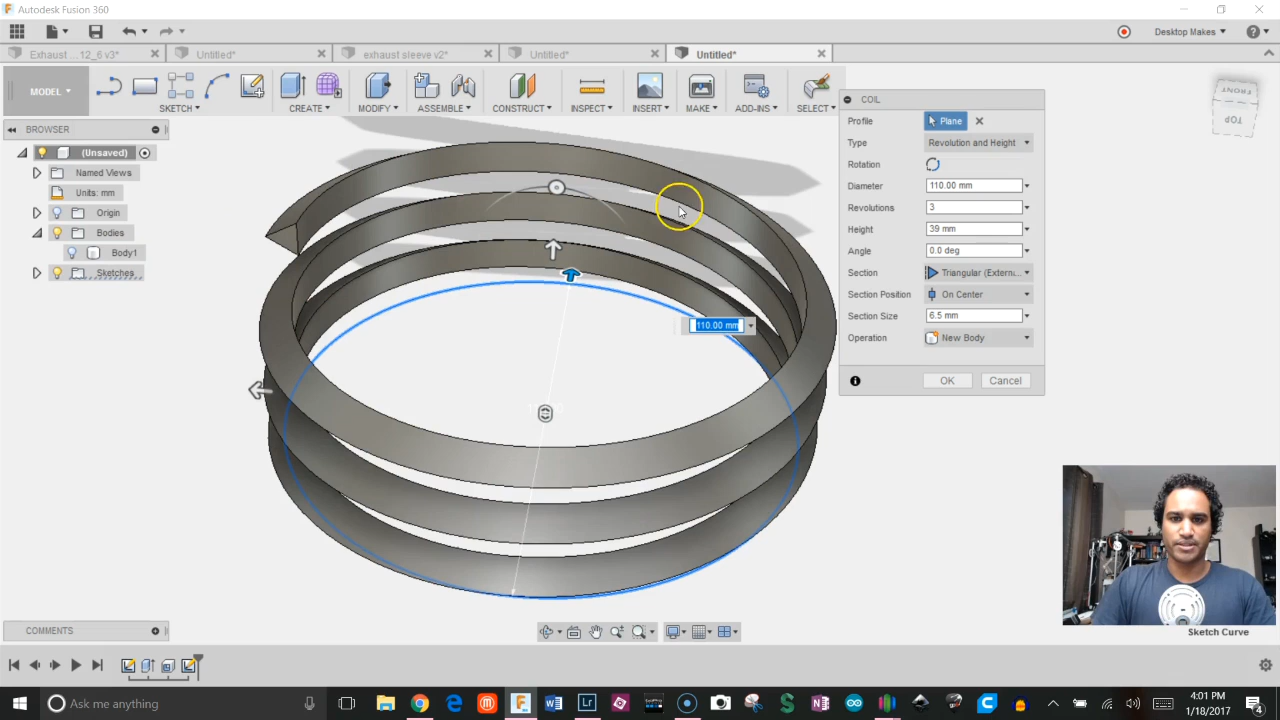 Autodesk Fusion 360
Desktop Makes
Exhaust ... 12_6 v3*
Untitled*
exhaust sleeve v2*
Untitled*
Untitled*
MODEL
SKETCH
CREATE
MODIFY
ASSEMBLE
CONSTRUCT
INSPECT
INSERT
MAKE
ADD-INS
SELECT
BROWSER
(Unsaved)
Named Views
Units: mm
Origin
Bodies
Body1
Sketches
FRONT
TOP
COIL
Profile Plane
Type Revolution and Height
Rotation
Diameter 110.00 mm
Revolutions 3
Height 39 mm
Angle 0.0 deg
Section Triangular (Extern...
Section Position On Center
Section Size 6.5 mm
Operation New Body
OK Cancel
110.00 mm
COMMENTS
Sketch Curve
Ask me anything
4:01 PM
1/18/2017